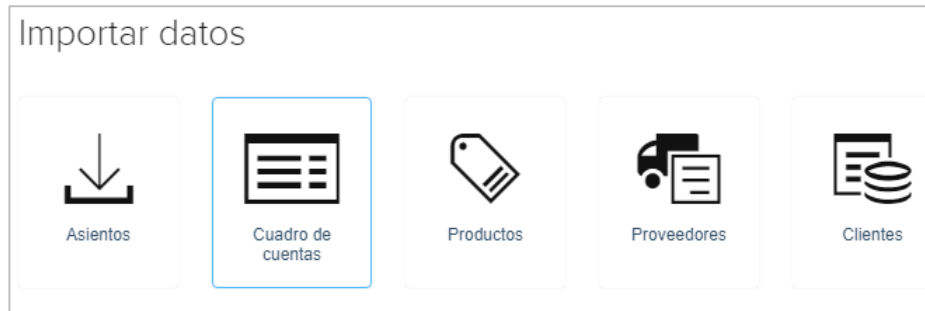 Importar datos
Asientos
Cuadro de
cuentas
Productos
Proveedores
Clientes